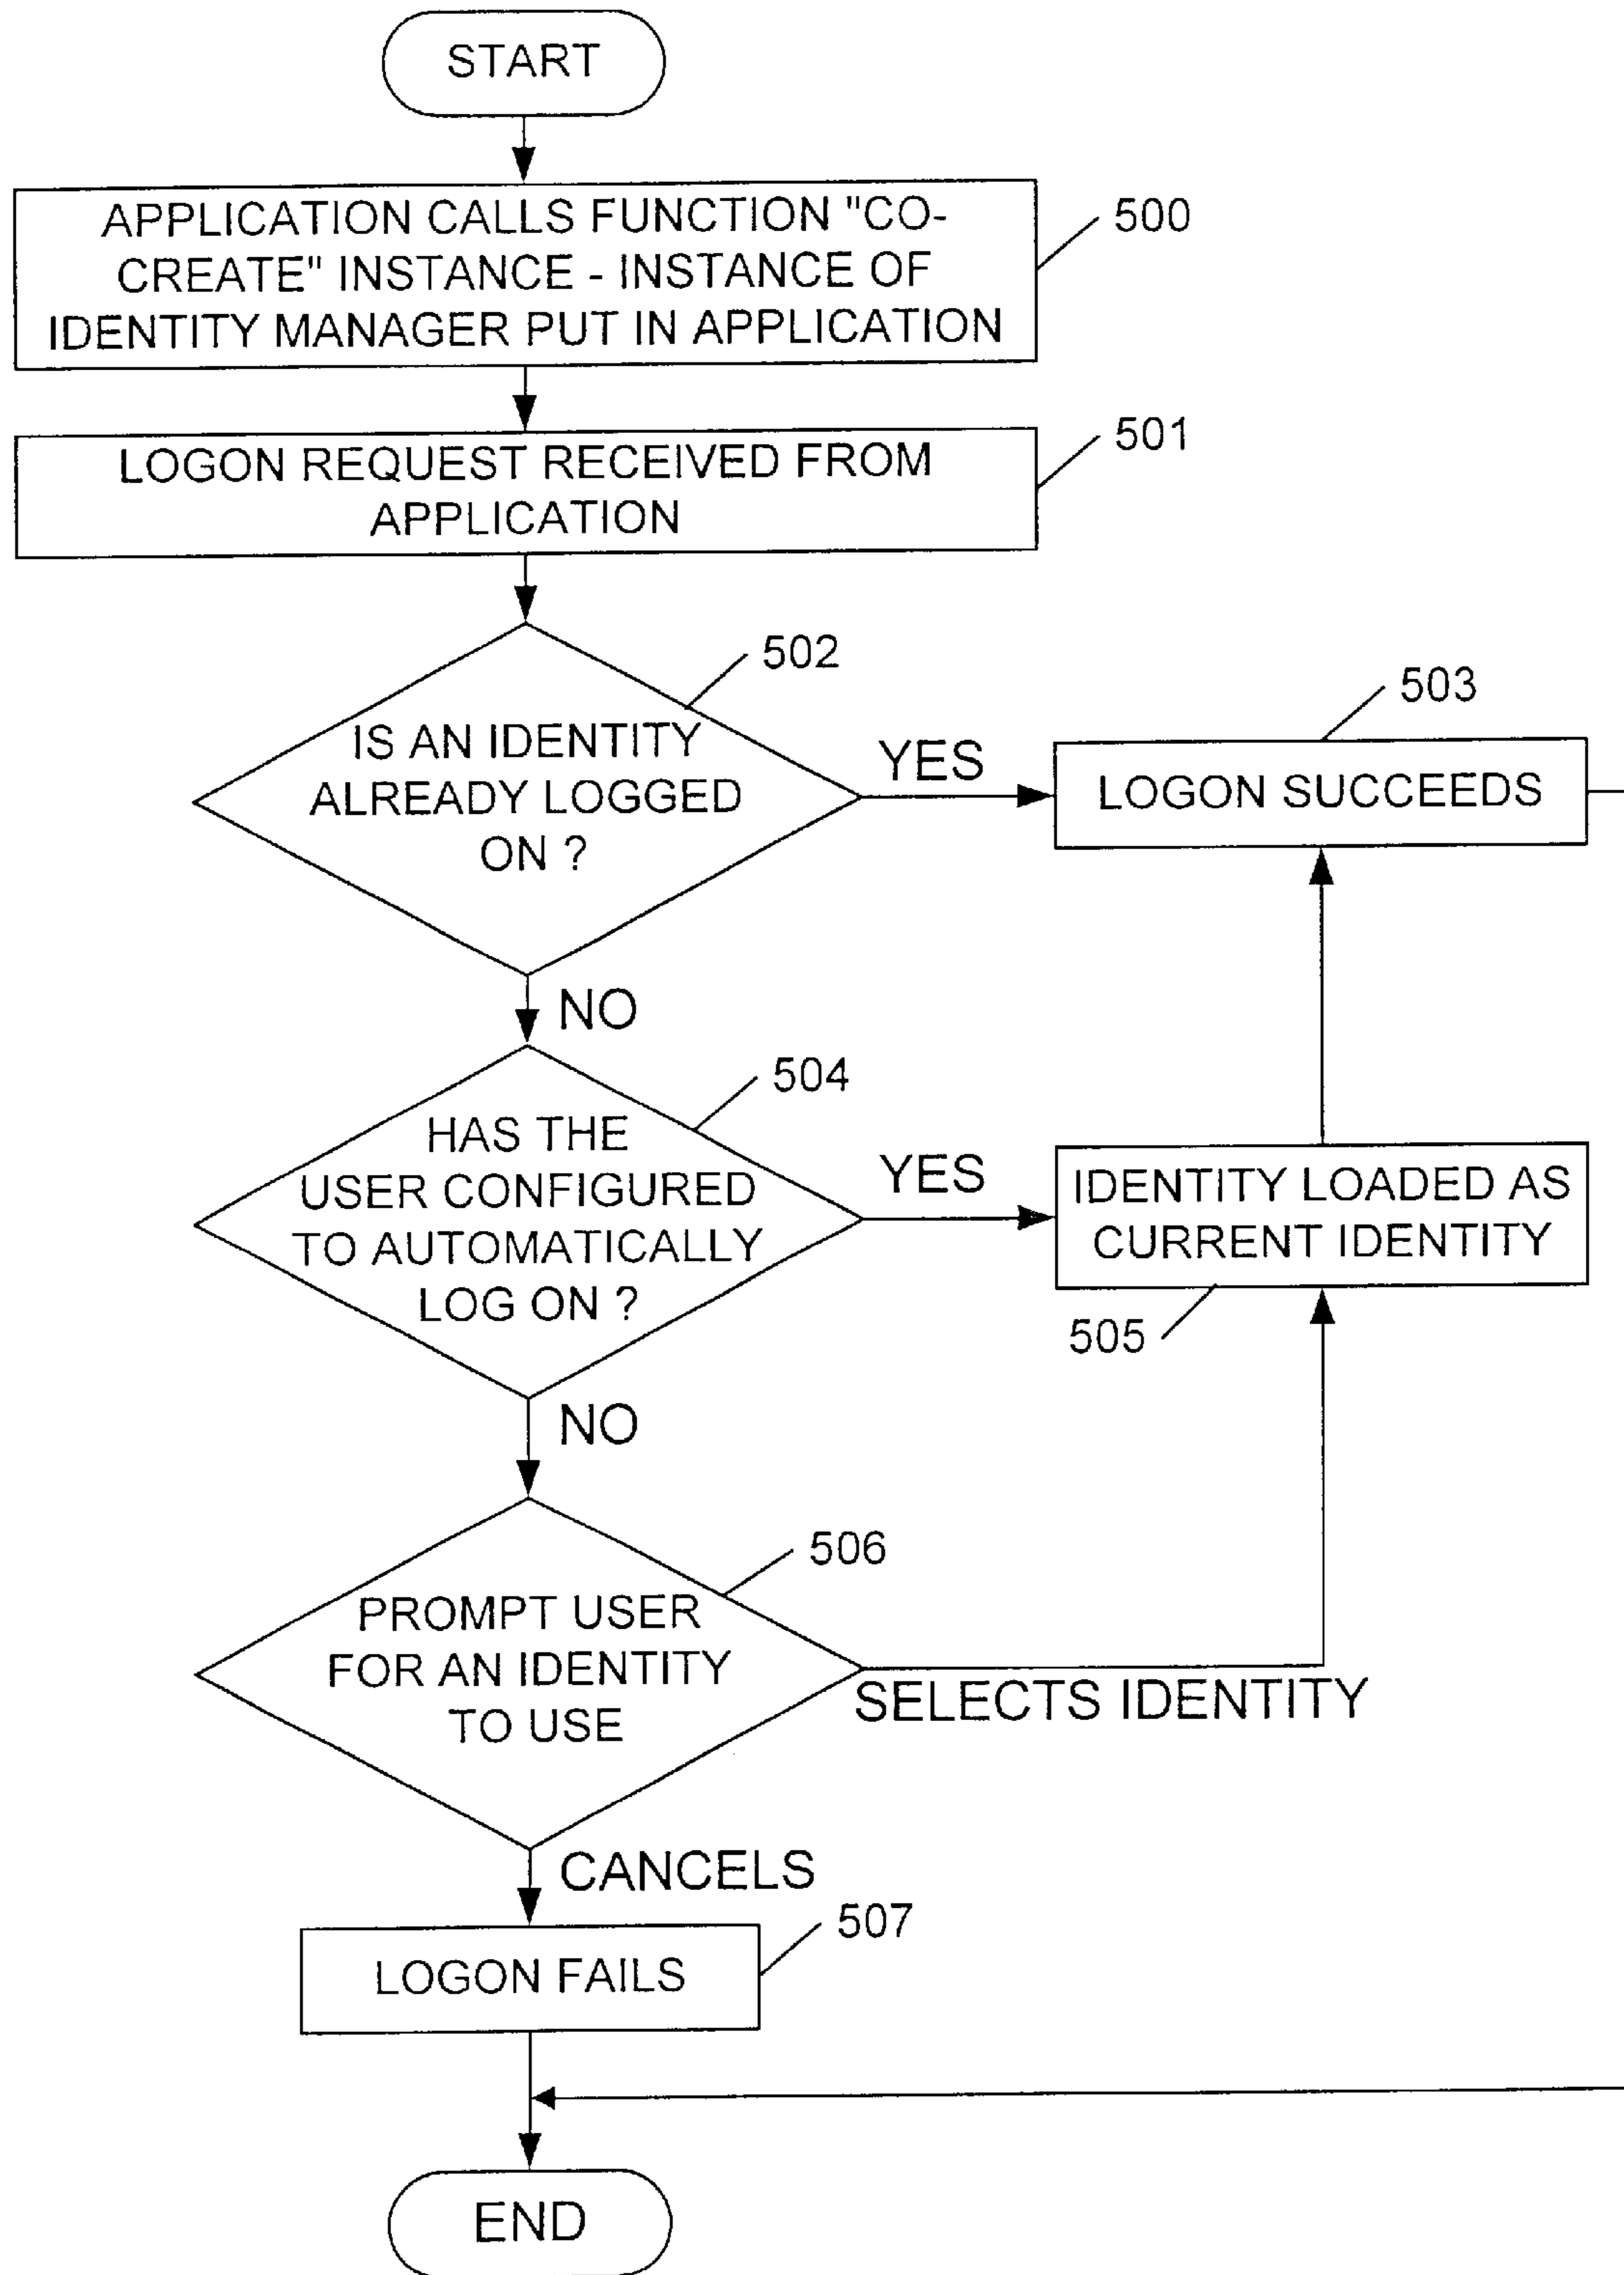 START
APPLICATION CALLS FUNCTION "CO-
CREATE" INSTANCE - INSTANCE OF
IDENTITY MANAGER PUT IN APPLICATION
500
LOGON REQUEST RECEIVED FROM
APPLICATION
501
502
IS AN IDENTITY
ALREADY LOGGED
ON ?
YES
503
LOGON SUCCEEDS
NO
504
HAS THE
USER CONFIGURED
TO AUTOMATICALLY
LOG ON ?
YES
IDENTITY LOADED AS
CURRENT IDENTITY
505
NO
506
PROMPT USER
FOR AN IDENTITY
TO USE
SELECTS IDENTITY
CANCELS
507
LOGON FAILS
END